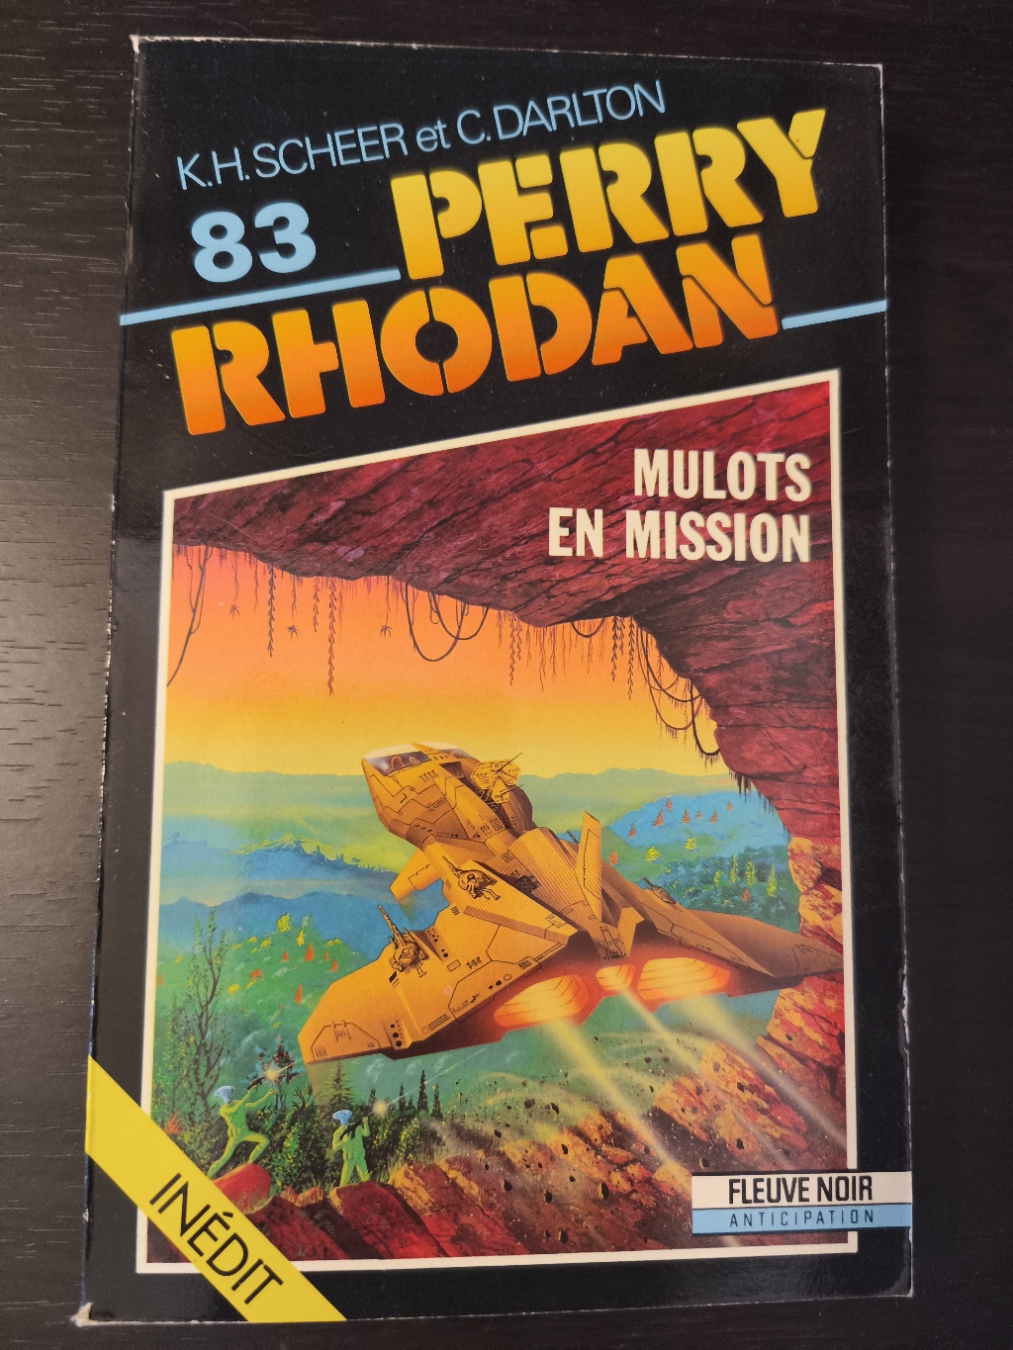 K.H. SCHEER et C. DARLTON
83 PERRY
RHODAN
MULOTS
EN MISSION
INÉDIT
FLEUVE NOIR
ANTICIPATION